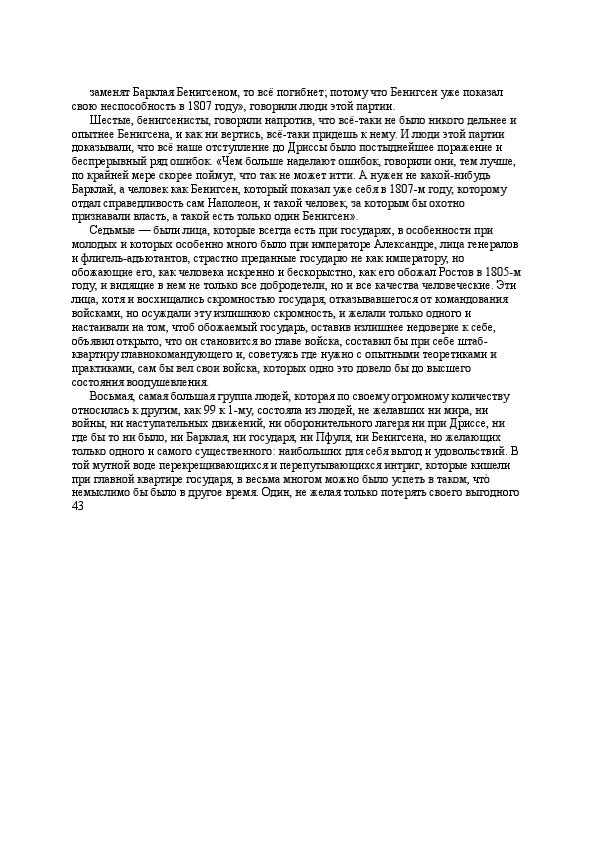 заменят Барклая Бенигсеном, то всё погибнет; потому что Бенигсен уже показал
свою неспособность в 1807 году», говорили люди этой партии.
Шестые, бенигсенисты, говорили напротив, что всё-таки не было никого дельнее и
опытнее Бенигсена, и как ни вертись, всё-таки придешь к нему. И люди этой партии
доказывали, что всё наше отступление до Дриссы было постыднейшее поражение и
беспрерывный ряд ошибок. «Чем больше наделают ошибок, говорили они, тем лучше,
по крайней мере скорее поймут, что так не может итти. А нужен не какой-нибудь
Барклай, а человек как Бенигсен, который показал уже себя в 1807-м году, которому
отдал справедливость сам Наполеон, и такой человек, за которым бы охотно
признавали власть, а такой есть только один Бенигсен».
Седьмые — были лица, которые всегда есть при государях, в особенности при
молодых и которых особенно много было при императоре Александре, лица генералов
и флигель-адъютантов, страстно преданные государю не как императору, но
обожающие его, как человека искренно и бескорыстно, как его обожал Ростов в 1805-м
году, и видящие в нем не только все добродетели, но и все качества человеческие. Эти
лица, хотя и восхищались скромностью государя, отказывавшегося от командования
войсками, но осуждали эту излишнюю скромность, и желали только одного и
настаивали на том, чтоб обожаемый государь, оставив излишнее недоверие к себе,
объявил открыто, что он становится во главе войска, составил бы при себе штаб-
квартиру главнокомандующего и, советуясь где нужно с опытными теоретиками и
практиками, сам бы вел свои войска, которых одно это довело бы до высшего
состояния воодушевления.
Восьмая, самая большая группа людей, которая по своему огромному количеству
относилась к другим, как 99 к 1-му, состояла из людей, не желавших ни мира, ни
войны, ни наступательных движений, ни оборонительного лагеря ни при Дриссе, ни
где бы то ни было, ни Барклая, ни государя, ни Пфуля, ни Бенигсена, но желающих
только одного и самого существенного: наибольших для себя выгод и удовольствий. В
той мутной воде перекрещивающихся и перепутывающихся интриг, которые кишели
при главной квартире государя, в весьма многом можно было успеть в таком, что̀
немыслимо бы было в другое время. Один, не желая только потерять своего выгодного
43